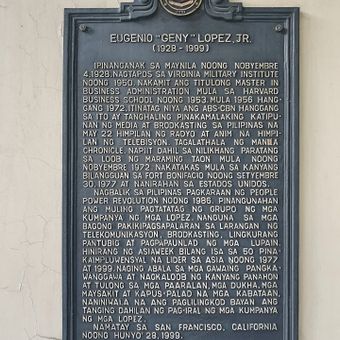 EUGENIO "GENY" LOPEZ, JR.
(1928 - 1999)
IPINANGANAK SA MAYNILA NOONG NOBYEMBRE
4,1928. NAGTAPOS SA VIRGINIA MILITARY INSTITUTE
NOONG 1950. NAKAMIT ANG TITULONG MASTER IN
BUSINESS ADMINISTRATION MULA SA HARVARD
BUSINESS SCHOOL NOONG 1953. MULA 1956 HANG-
GANG 1972, ITINATAG NIYA ANG ABS-CBN HANGGANG
SA ITO AY TANGHALING PINAKAMALAKING KATIPU-
NAN NG MEDIA AT BRODKASTING SA PILIPINAS NA
MAY 22 HIMPILAN NG RADYO AT ANIM NA HIMPI-
LAN NG TELEBISYON. TAGALATHALA NG MANILA
CHRONICLE. NAPIIT DAHIL SA NILIKHANG PARATANG
SA LOOB NG MARAMING TAON MULA NOONG
NOBYEMBRE 1972. NAKATAKAS MULA SA KANYANG
BILANGGUAN SA FORT BONIFACIO NOONG SETYEMBRE
30, 1977 AT NANIRAHAN SA ESTADOS UNIDOS.
NAGBALIK SA PILIPINAS PAGKARAAN NG PEOPLE
POWER REVOLUTION NOONG 1986. PINANGUNAHAN
ANG MULING PAGTATATAG NG GRUPO NG MGA
KUMPANYA NG MGA LOPEZ. NANGUNA SA MGA
BAGONG PAKIKIPAGSAPALARAN SA LARANGAN NG
TELEKOMUNIKASYON, BRODKASTING, LINGKURANG
PANTUBIG AT PAGPAPAUNLAD NG MGA LUPAIN.
HINIRANG NG ASIAWEEK BILANG ISA SA 50 PINA-
KAIMPLUWENSYAL NA LIDER SA ASIA NOONG 1977
AT 1999. NAGING ABALA SA MGA GAWAING PANGKA-
WANGGAWA AT NAGKALOOB NG KANYANG PANAHON
AT TULONG SA MGA PAARALAN, MGA DUKHA, MGA
MAYSAKIT AT KAPUS-PALAD NA MGA KABATAAN.
NANINIWALA NA ANG PAGLILINGKOD BAYAN ANG
TANGING DAHILAN NG PAG-IRAL NG MGA KUMPANYA
NG MGA LOPEZ.
NAMATAY SA SAN FRANCISCO, CALIFORNIA
NOONG HUNYO 28, 1999.